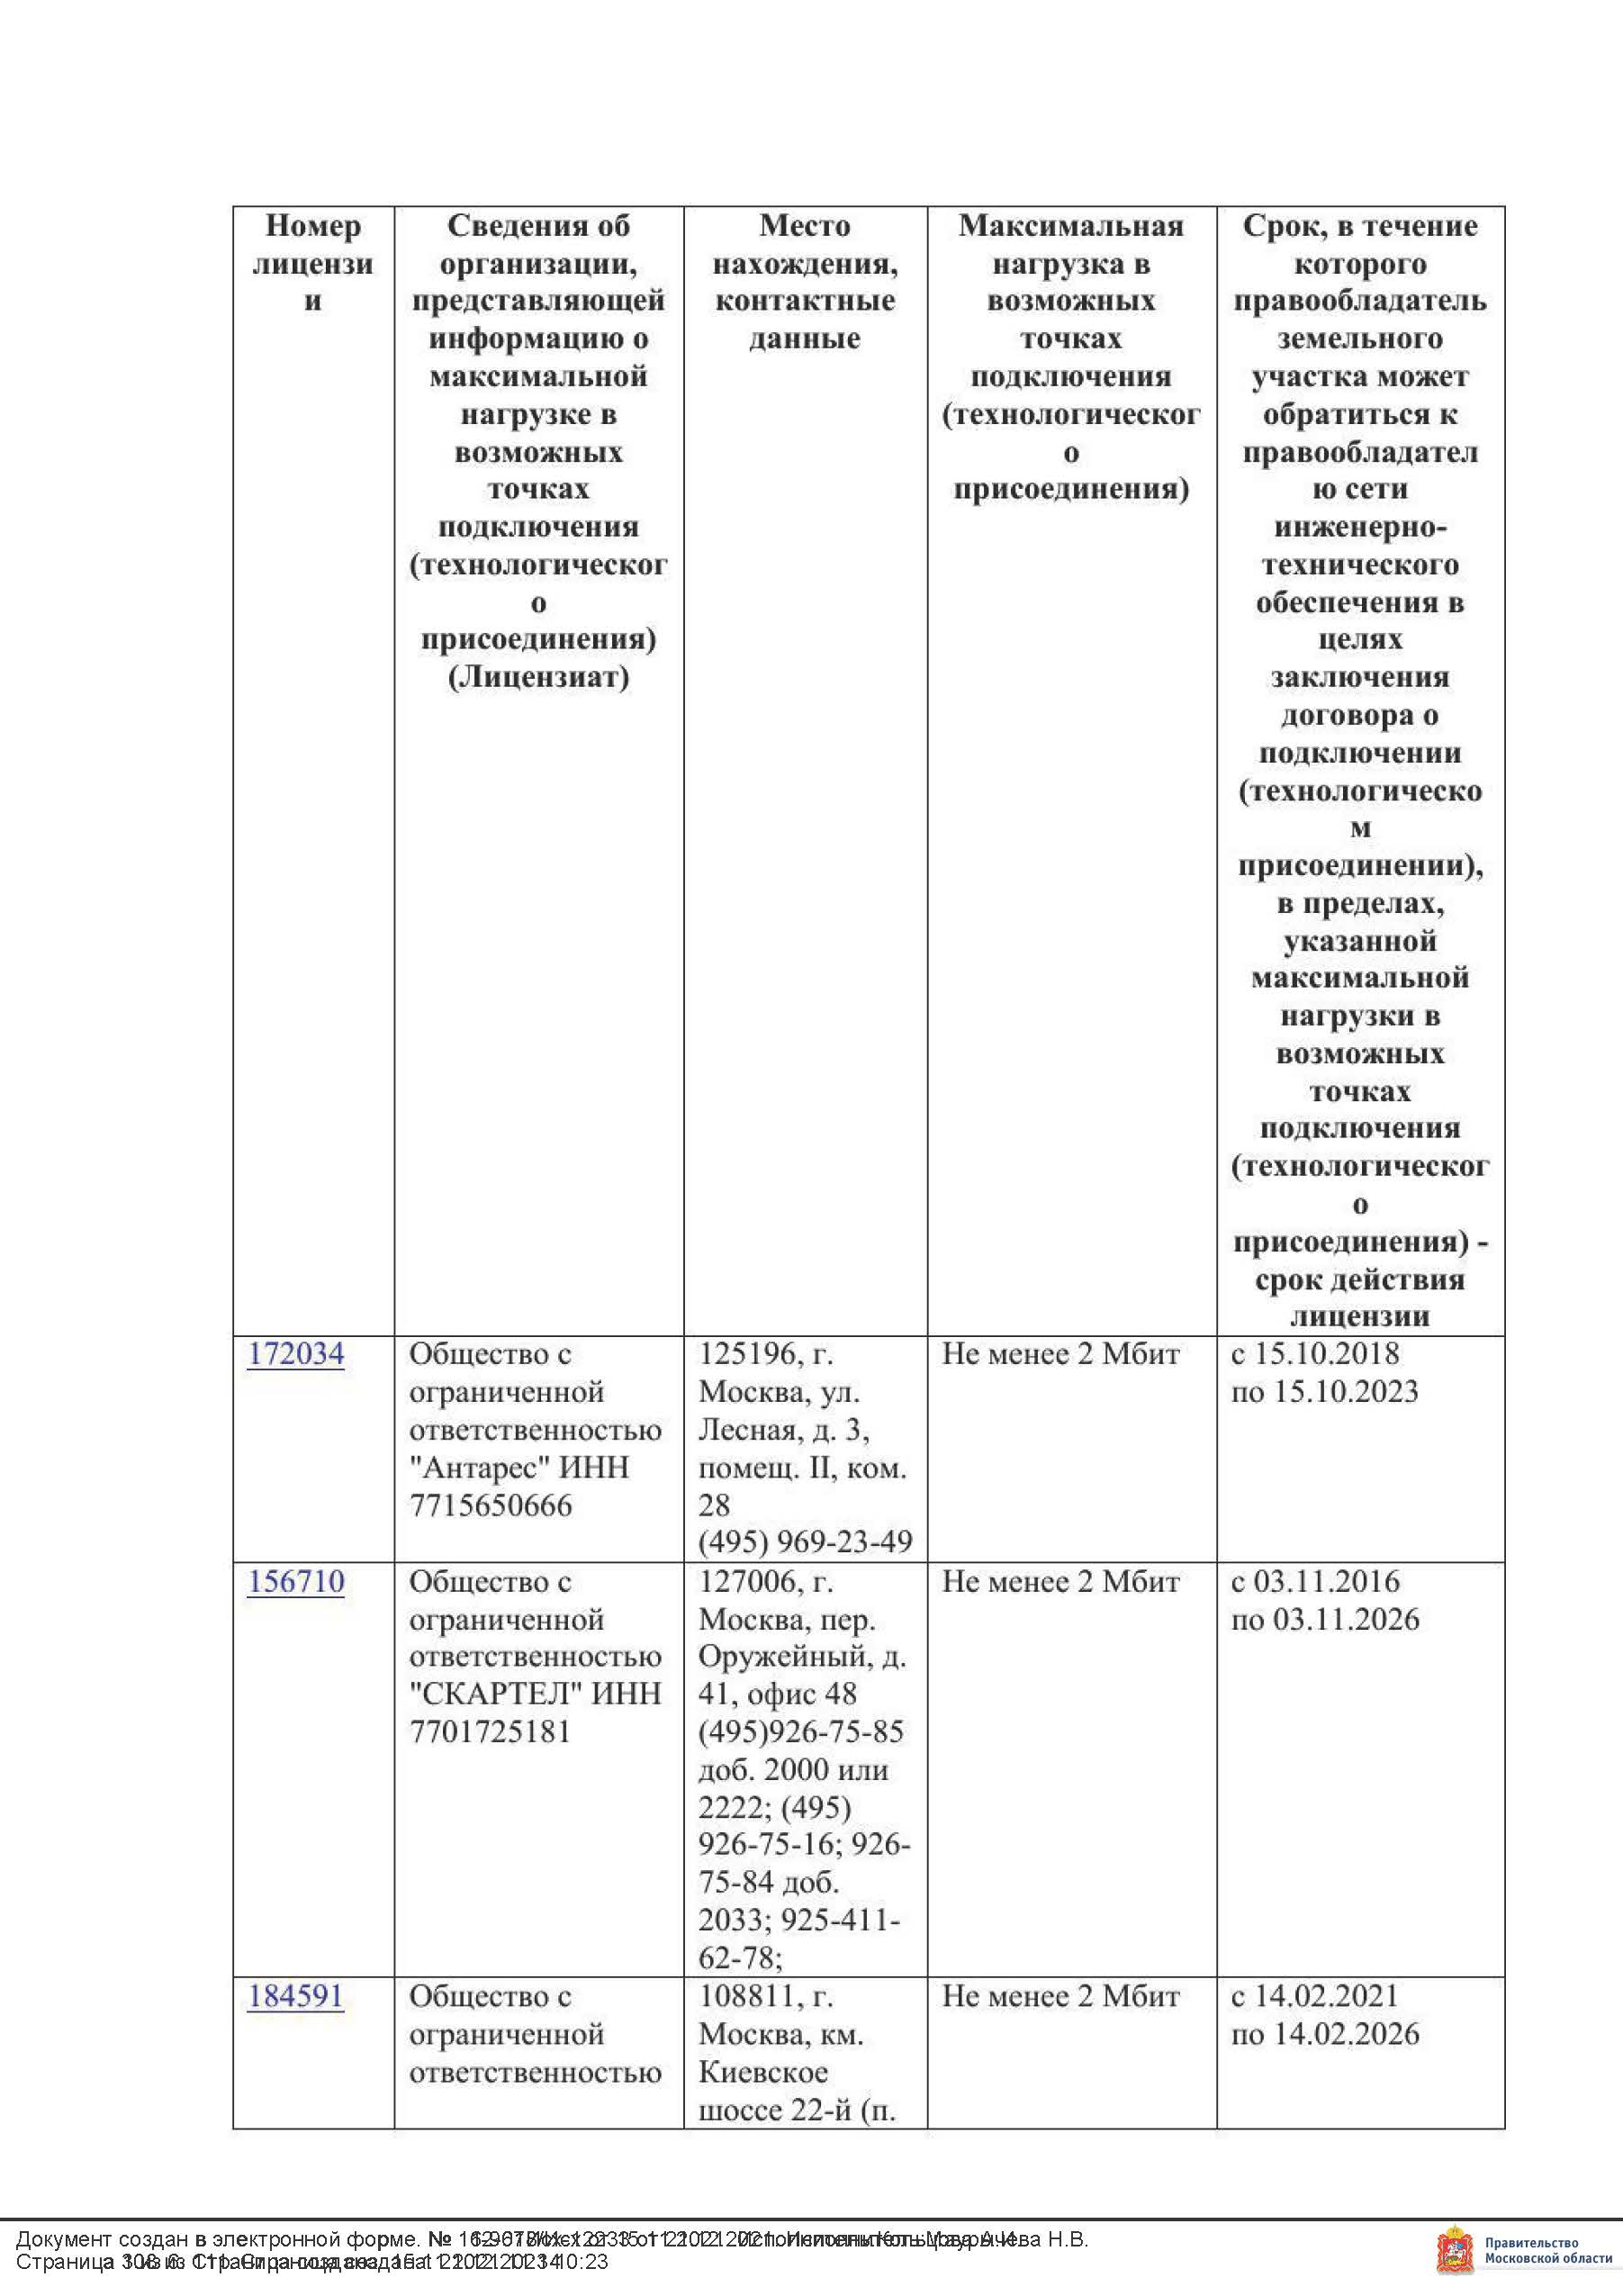 Номер
лицензи
и
Сведения об
организации,
представляющей
информацию о
максимальной
нагрузке в
возможных
точках
подключения
(технологическог
о
присоединения)
(Лицензиат)
Место
нахождения,
контактные
данные
Максимальная
нагрузка в
возможных
точках
подключения
(технологическог
о
присоединения)
Срок, в течение
которого
правообладатель
земельного
участка может
обратиться к
правообладател
ю сети
инженерно-
технического
обеспечения в
целях
заключения
договора о
подключении
(технологическо
м
присоединении),
в пределах,
указанной
максимальной
нагрузки в
возможных
точках
подключения
(технологическог
о
присоединения) -
срок действия
лицензии
172034
Общество с
ограниченной
ответственностью
"Антарес" ИНН
7715650666
125196, г.
Москва, ул.
Лесная, д. 3,
помещ. II, ком.
28
(495) 969-23-49
Не менее 2 Мбит
с 15.10.2018
по 15.10.2023
156710
Общество с
ограниченной
ответственностью
"СКАРТЕЛ" ИНН
7701725181
127006, г.
Москва, пер.
Оружейный, д.
41, офис 48
(495)926-75-85
доб. 2000 или
2222; (495)
926-75-16; 926-
75-84 доб.
2033; 925-411-
62-78;
Не менее 2 Мбит
с 03.11.2016
по 03.11.2026
184591
Общество с
ограниченной
ответственностью
108811, г.
Москва, км.
Киевское
шоссе 22-й (п.
Не менее 2 Мбит
с 14.02.2021
по 14.02.2026
Документ создан в электронной форме. №
Страница
Правительство
Московской области